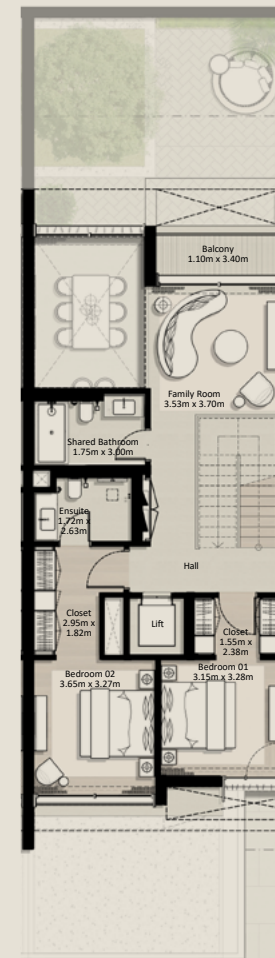 Balcony
1.10m x 3.40m
Family Room
3.53m x 3.70m
Shared Bathroom
1.75m x 3.00m
Ensuite
1.72m x
2.63m
Hall
Closet
2.95m x
1.82m
Lift
Closet
1.55m x
2.38m
Bedroom 02
3.65m x 3.27m
Bedroom 01
3.15m x 3.28m